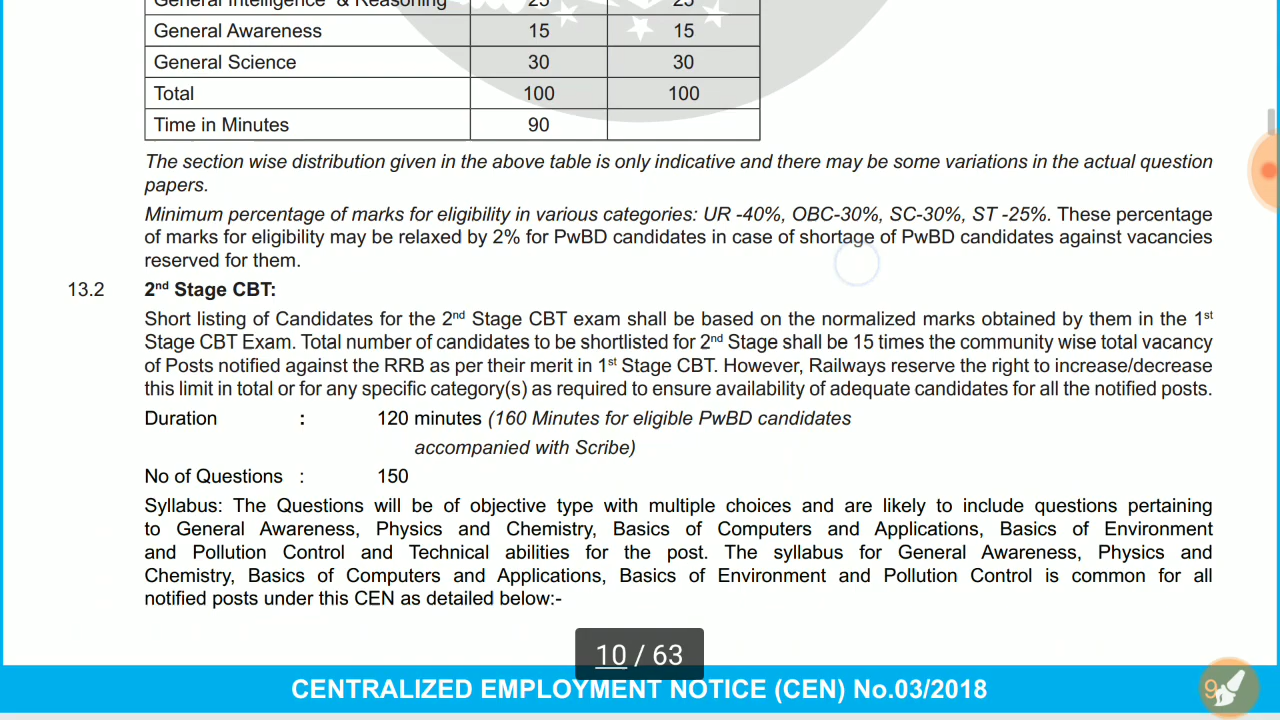 General Intelligence & Reasoning 25 25
General Awareness 15 15
General Science 30 30
Total 100 100
Time in Minutes 90
The section wise distribution given in the above table is only indicative and there may be some variations in the actual question
papers.
Minimum percentage of marks for eligibility in various categories: UR -40%, OBC-30%, SC-30%, ST -25%. These percentage
of marks for eligibility may be relaxed by 2% for PwBD candidates in case of shortage of PwBD candidates against vacancies
reserved for them.
13.2 2nd Stage CBT:
Short listing of Candidates for the 2nd Stage CBT exam shall be based on the normalized marks obtained by them in the 1st
Stage CBT Exam. Total number of candidates to be shortlisted for 2nd Stage shall be 15 times the community wise total vacancy
of Posts notified against the RRB as per their merit in 1st Stage CBT. However, Railways reserve the right to increase/decrease
this limit in total or for any specific category(s) as required to ensure availability of adequate candidates for all the notified posts.
Duration : 120 minutes (160 Minutes for eligible PwBD candidates
accompanied with Scribe)
No of Questions : 150
Syllabus: The Questions will be of objective type with multiple choices and are likely to include questions pertaining
to General Awareness, Physics and Chemistry, Basics of Computers and Applications, Basics of Environment
and Pollution Control and Technical abilities for the post. The syllabus for General Awareness, Physics and
Chemistry, Basics of Computers and Applications, Basics of Environment and Pollution Control is common for all
notified posts under this CEN as detailed below:-
10 / 63
CENTRALIZED EMPLOYMENT NOTICE (CEN) No.03/2018
9